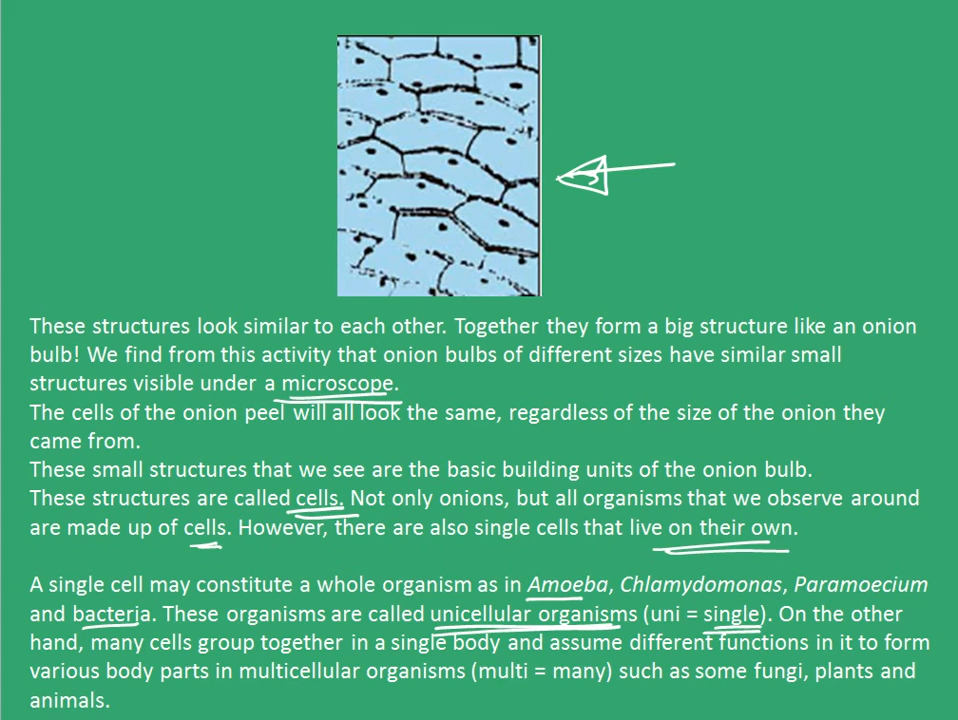 These structures look similar to each other. Together they form a big structure like an onion
bulb! We find from this activity that onion bulbs of different sizes have similar small
structures visible under a microscope.
The cells of the onion peel will all look the same, regardless of the size of the onion they
came from.
These small structures that we see are the basic building units of the onion bulb.
These structures are called cells. Not only onions, but all organisms that we observe around
are made up of cells. However, there are also single cells that live on their own.
A single cell may constitute a whole organism as in Amoeba, Chlamydomonas, Paramoecium
and bacteria. These organisms are called unicellular organisms (uni = single). On the other
hand, many cells group together in a single body and assume different functions in it to form
various body parts in multicellular organisms (multi = many) such as some fungi, plants and
animals.